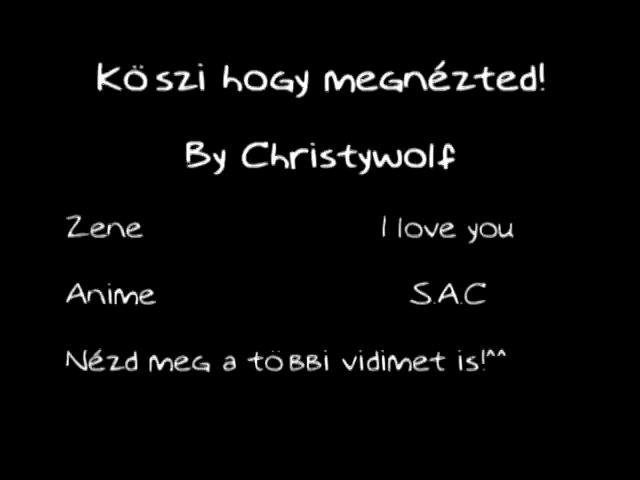 Köszi hogy megnézted!
By Christywolf
Zene I love you
Anime S.A.C
Nézd meg a többi vidimet is!^^